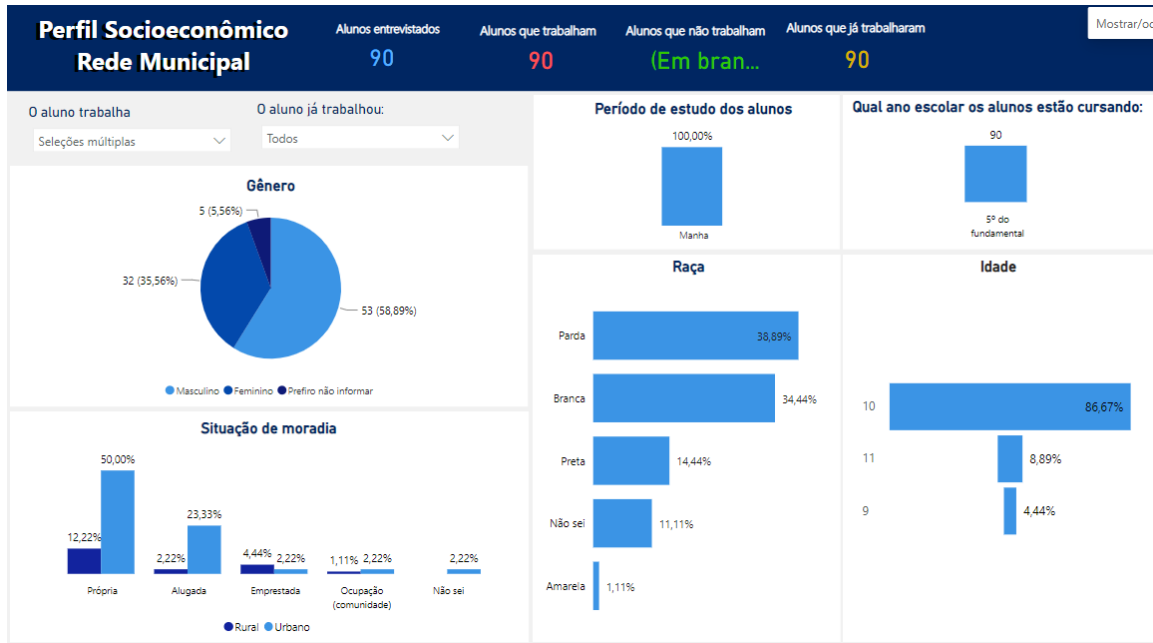 Perfil Socioeconômico
Rede Municipal
Alunos entrevistados
90
Alunos que trabalham
90
Alunos que não trabalham
(Em bran...
Alunos que já trabalharam
90
Mostrar/oc
O aluno trabalha
Seleções múltiplas
O aluno já trabalhou:
Todos
Gênero
5 (5,56%)
32 (35,56%)
53 (58,89%)
Masculino Feminino Prefiro não informar
Situação de moradia
50,00%
12,22%
23,33%
2,22%
4,44% 2,22%
1,11% 2,22%
2,22%
Própria
Alugada
Emprestada
Ocupação
(comunidade)
Não sei
Rural Urbano
Período de estudo dos alunos
100,00%
Manha
Qual ano escolar os alunos estão cursando:
90
5º do
fundamental
Raça
Parda 38,89%
Branca 34,44%
Preta 14,44%
Não sei 11,11%
Amarela 1,11%
Idade
10 86,67%
11 8,89%
9 4,44%